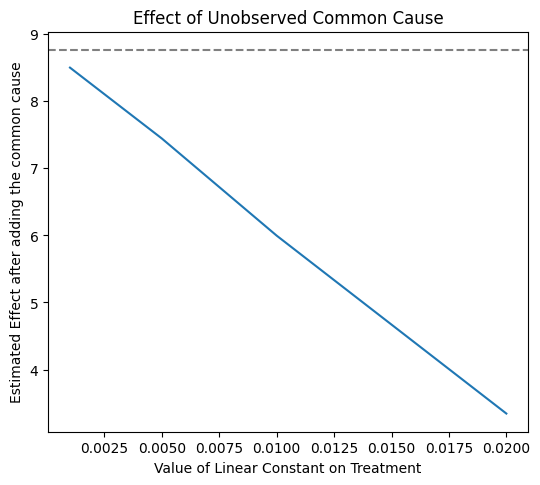 Effect of Unobserved Common Cause
Estimated Effect after adding the common cause
9
8
7
6
5
4
0.0025 0.0050 0.0075 0.0100 0.0125 0.0150 0.0175 0.0200
Value of Linear Constant on Treatment